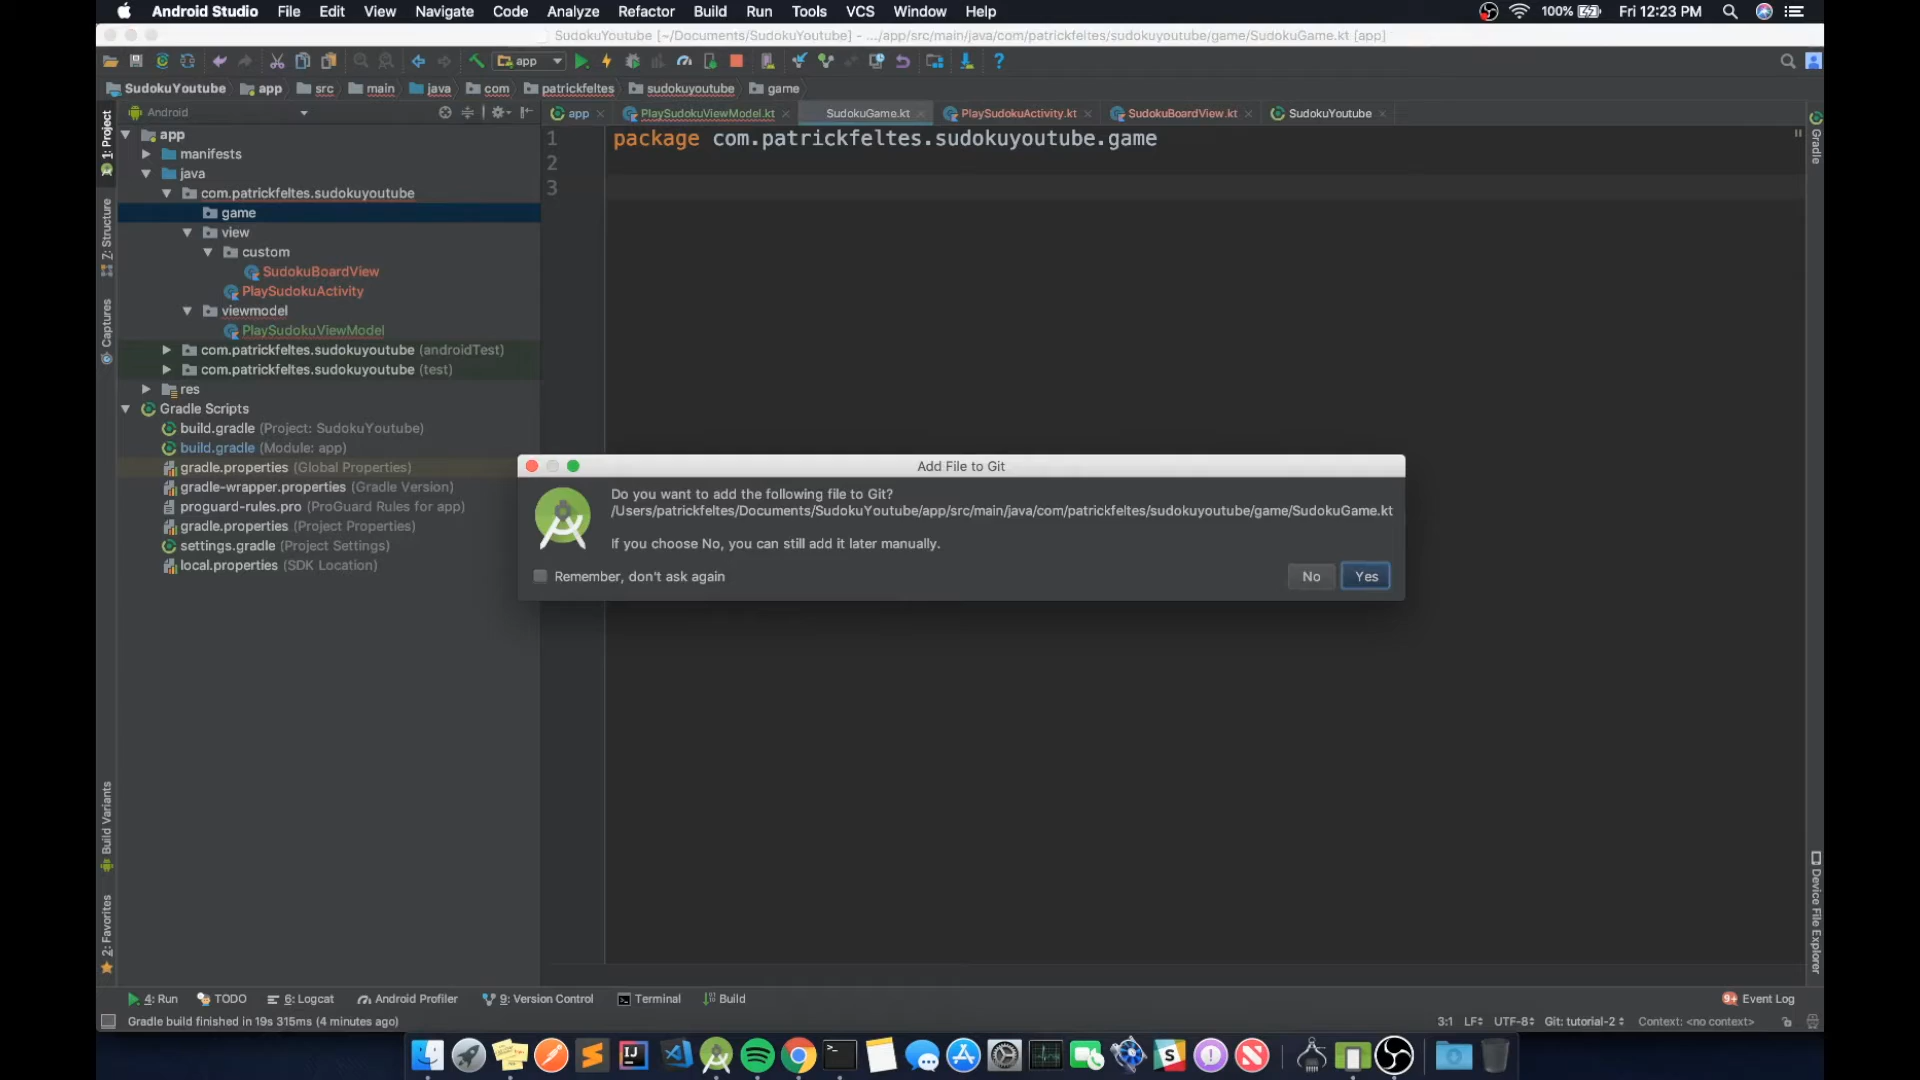 Android Studio File Edit View Navigate Code Analyze Refactor Build Run Tools VCS Window Help 100% Fri 12:23 PM
SudokuYoutube [~/Documents/SudokuYoutube] - .../app/src/main/java/com/patrickfeltes/sudokuyoutube/game/SudokuGame.kt [app]
app
SudokuYoutube app src main java com patrickfeltes sudokuyoutube game
Android
app PlaySudokuViewModel.kt SudokuGame.kt PlaySudokuActivity.kt SudokuBoardView.kt SudokuYoutube
1: Project
Z: Structure
Captures
Build Variants
2: Favorites
app
manifests
java
com.patrickfeltes.sudokuyoutube
game
view
custom
SudokuBoardView
PlaySudokuActivity
viewmodel
PlaySudokuViewModel
com.patrickfeltes.sudokuyoutube (androidTest)
com.patrickfeltes.sudokuyoutube (test)
res
Gradle Scripts
build.gradle (Project: SudokuYoutube)
build.gradle (Module: app)
gradle.properties (Global Properties)
gradle-wrapper.properties (Gradle Version)
proguard-rules.pro (ProGuard Rules for app)
gradle.properties (Project Properties)
settings.gradle (Project Settings)
local.properties (SDK Location)
1 package com.patrickfeltes.sudokuyoutube.game
2
3
Add File to Git
Do you want to add the following file to Git?
/Users/patrickfeltes/Documents/SudokuYoutube/app/src/main/java/com/patrickfeltes/sudokuyoutube/game/SudokuGame.kt
If you choose No, you can still add it later manually.
Remember, don't ask again
No Yes
Gradle
Device File Explorer
4: Run TODO 6: Logcat Android Profiler 9: Version Control Terminal Build 9+ Event Log
Gradle build finished in 19s 315ms (4 minutes ago) 3:1 LF UTF-8 Git: tutorial-2 Context: <no context>
IJ
S